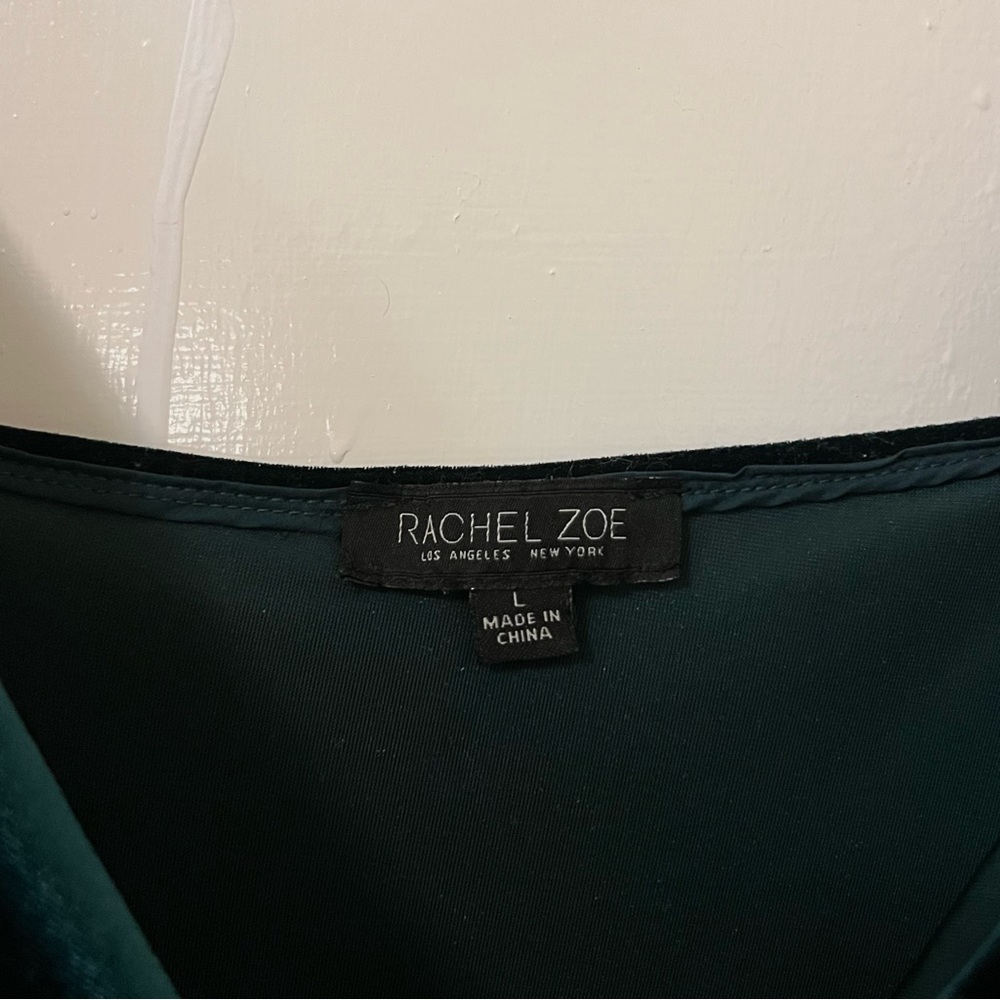 RACHEL ZOE
LOS ANGELES NEW YORK
L
MADE IN
CHINA